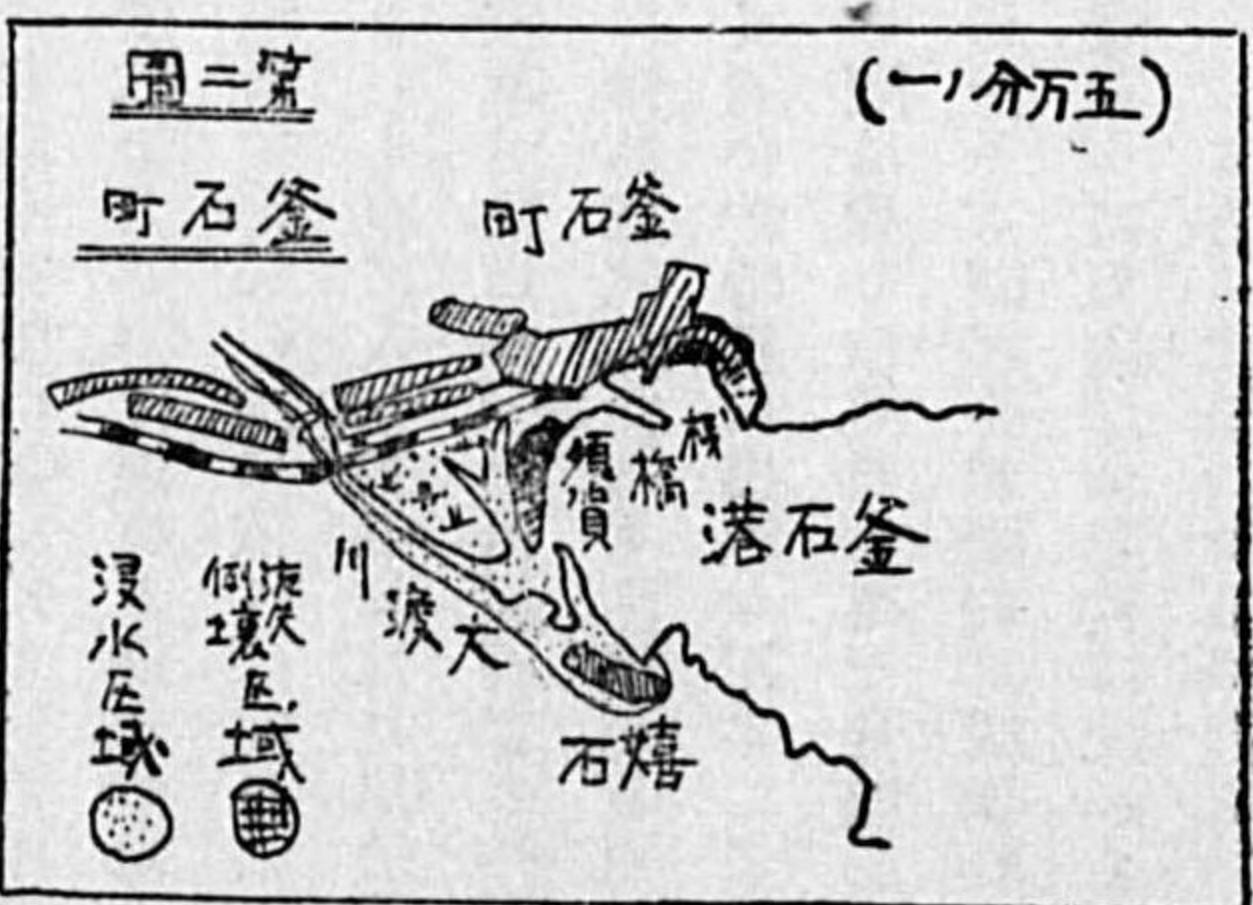 第二圖
(五万分ノ一)
釜石町
釜石町
桟橋
須賀
釜石港
大渡川
嬉石
流失
倒壊
区域
浸水区域